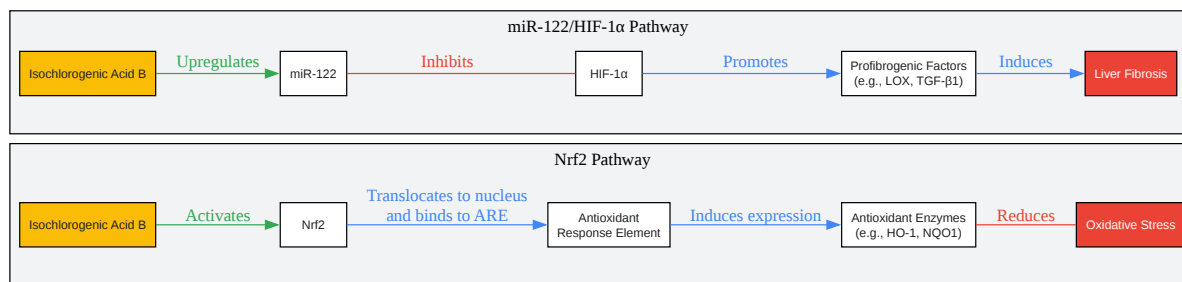 miR-122/HIF-1α Pathway
Isochlorogenic Acid B
Upregulates
miR-122
Inhibits
HIF-1α
Promotes
Profibrogenic Factors
(e.g., LOX, TGF-β1)
Induces
Liver Fibrosis
Nrf2 Pathway
Isochlorogenic Acid B
Activates
Nrf2
Translocates to nucleus
and binds to ARE
Antioxidant
Response Element
Induces expression
Antioxidant Enzymes
(e.g., HO-1, NQO1)
Reduces
Oxidative Stress